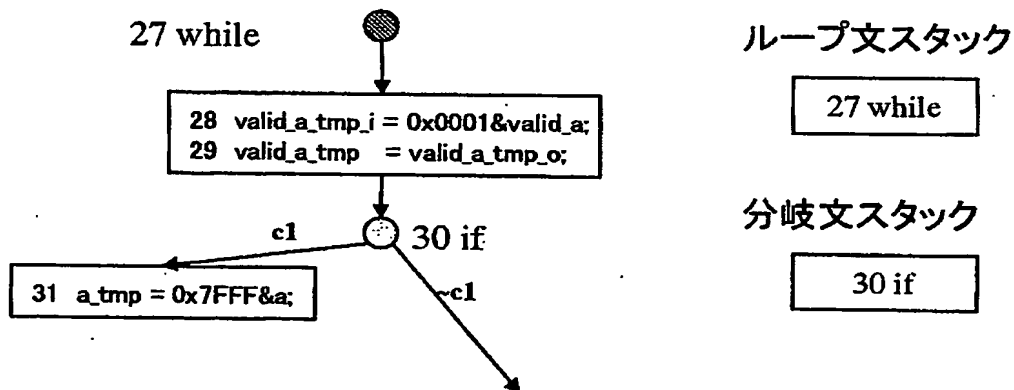 27 while
28 valid_a_tmp_i = 0x0001&valid_a;
29 valid_a_tmp = valid_a_tmp_o;
30 if
c1
~c1
31 a_tmp = 0x7FFF&a;
ループ文スタック
27 while
分岐文スタック
30 if